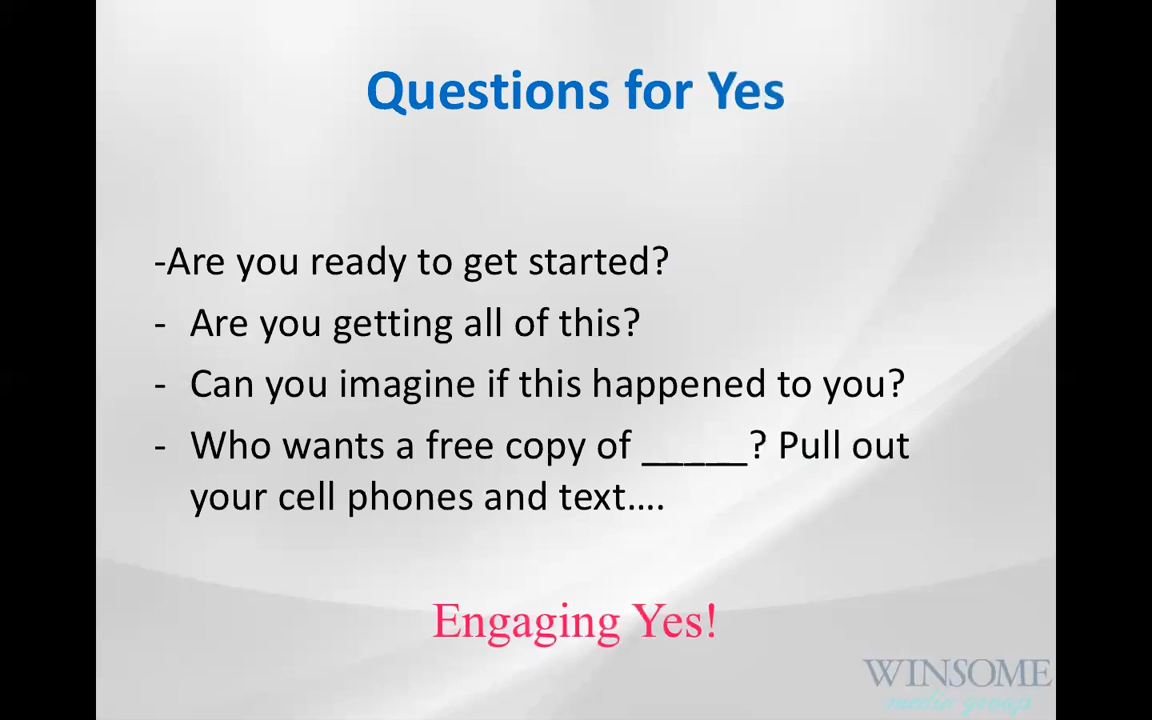 Questions for Yes
-Are you ready to get started?
- Are you getting all of this?
- Can you imagine if this happened to you?
- Who wants a free copy of _____? Pull out
your cell phones and text....
Engaging Yes!
WINSOME
media group